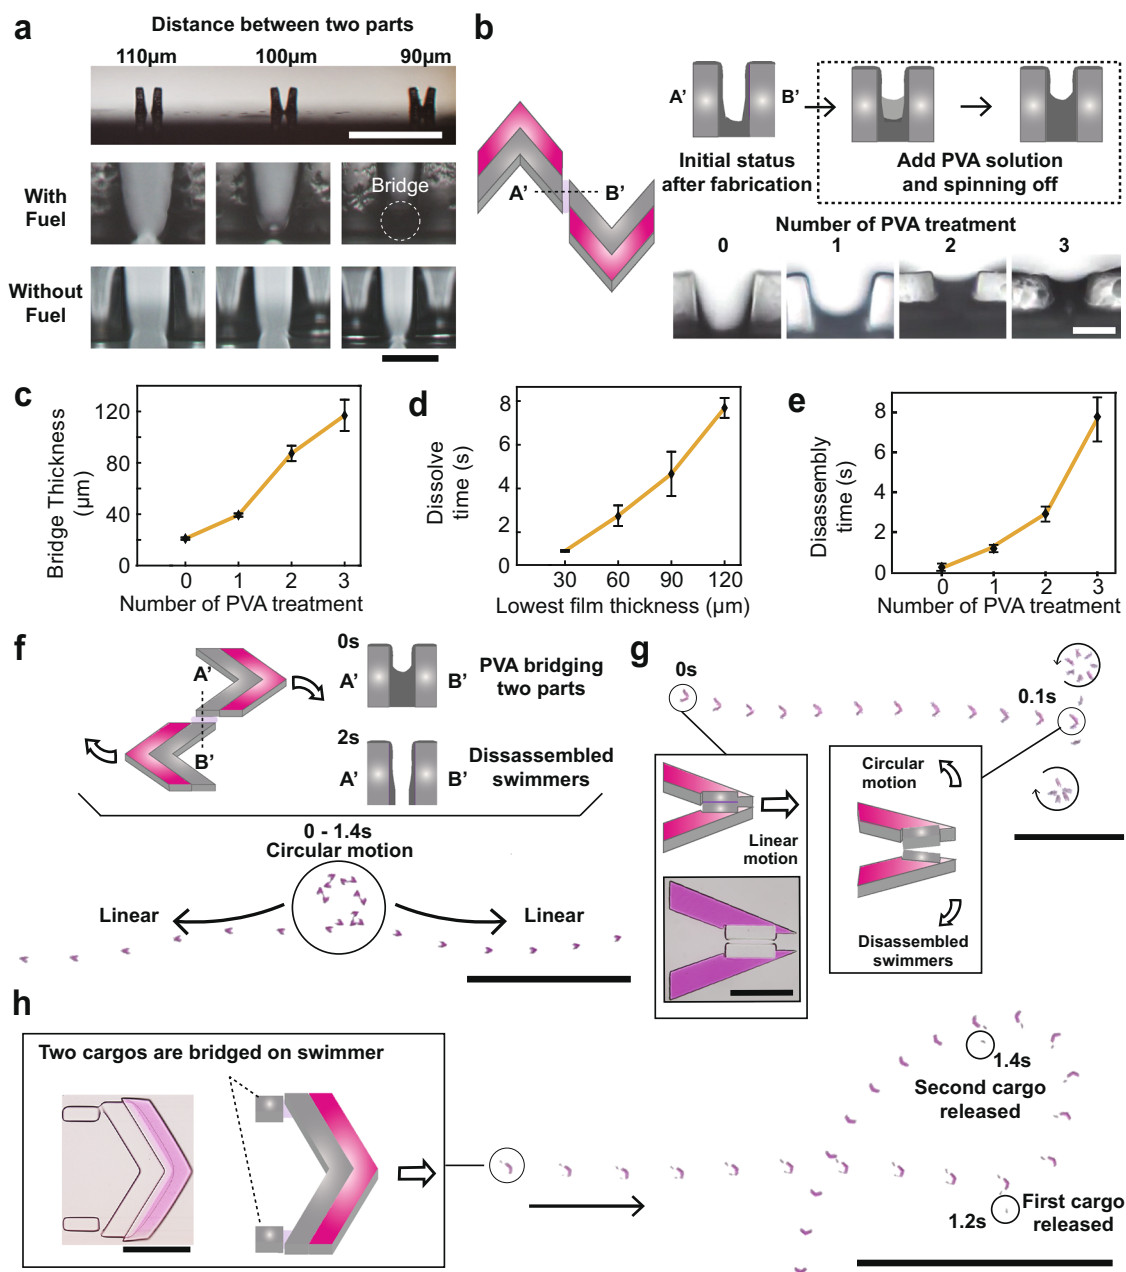 a
Distance between two parts
110µm
100µm
90µm
With
Fuel
Bridge
Without
Fuel
b
A'
B'
A'
B'
Initial status
after fabrication
Add PVA solution
and spinning off
Number of PVA treatment
0
1
2
3
c
Bridge Thickness
(µm)
120
80
40
0
0
1
2
3
Number of PVA treatment
d
Dissolve
time (s)
8
6
4
2
0
30
60
90
120
Lowest film thickness (µm)
e
Disassembly
time (s)
8
6
4
2
0
0
1
2
3
Number of PVA treatment
f
A'
B'
0s
A'
B'
PVA bridging
two parts
2s
A'
B'
Disassembled
swimmers
0 - 1.4s
Circular motion
Linear
Linear
g
0s
0.1s
Linear
motion
Circular
motion
Disassembled
swimmers
h
Two cargos are bridged on swimmer
1.4s
Second cargo
released
1.2s
First cargo
released